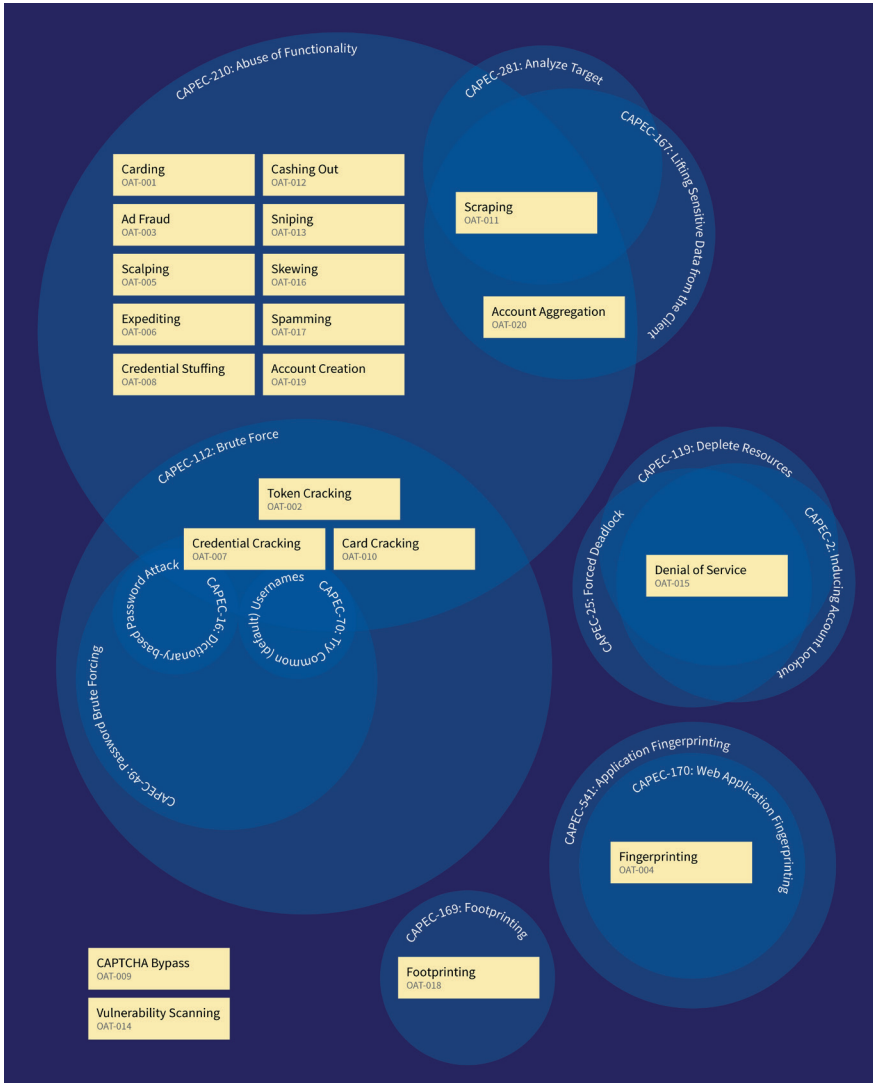 CAPEC-210: Abuse of Functionality
CAPEC-281: Analyze Target
CAPEC-167: Lifting Sensitive Data from the Client
Carding
OAT-001
Cashing Out
OAT-012
Ad Fraud
OAT-003
Sniping
OAT-013
Scalping
OAT-005
Skewing
OAT-016
Expediting
OAT-006
Spamming
OAT-017
Credential Stuffing
OAT-008
Account Creation
OAT-019
Scraping
OAT-011
Account Aggregation
OAT-020
CAPEC-112: Brute Force
Token Cracking
OAT-002
Credential Cracking
OAT-007
Card Cracking
OAT-010
CAPEC-16: Dictionary-based Password Attack
CAPEC-70: Try Common (default) Usernames
CAPEC-49: Password Brute Forcing
CAPEC-119: Deplete Resources
CAPEC-25: Forced Deadlock
CAPEC-2: Inducing Account Lockout
Denial of Service
OAT-015
CAPEC-541: Application Fingerprinting
CAPEC-170: Web Application Fingerprinting
Fingerprinting
OAT-004
CAPEC-169: Footprinting
Footprinting
OAT-018
CAPTCHA Bypass
OAT-009
Vulnerability Scanning
OAT-014